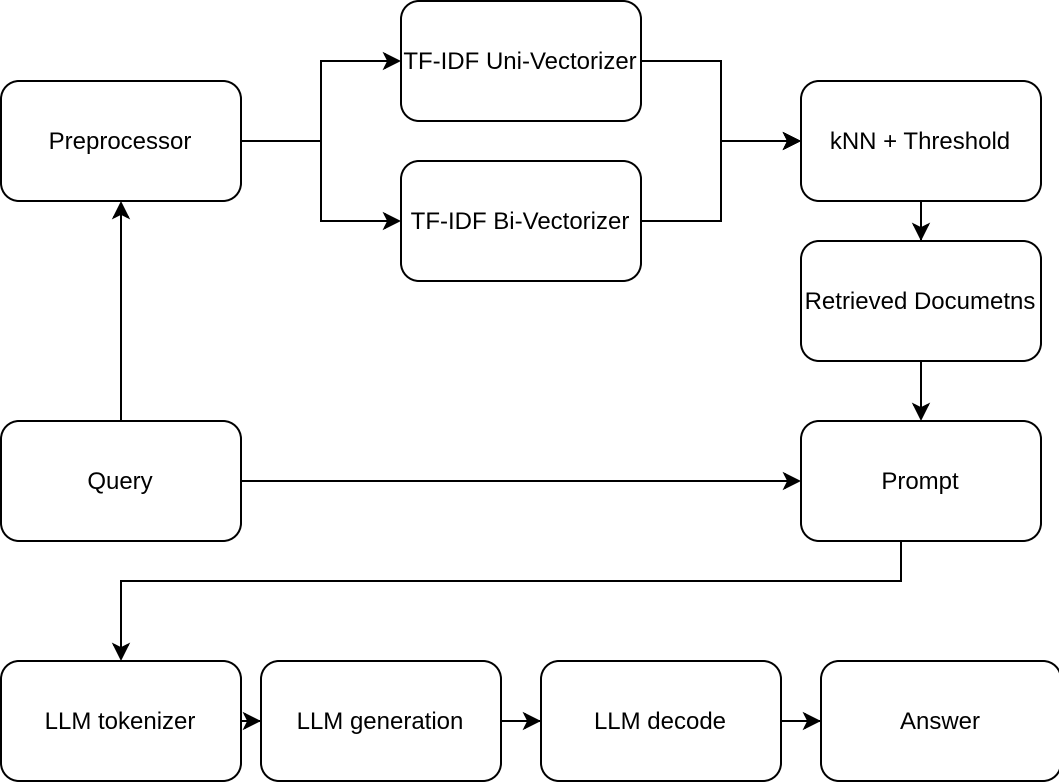 TF-IDF Uni-Vectorizer
Preprocessor
kNN + Threshold
TF-IDF Bi-Vectorizer
Retrieved Documetns
Query
Prompt
LLM tokenizer
LLM generation
LLM decode
Answer